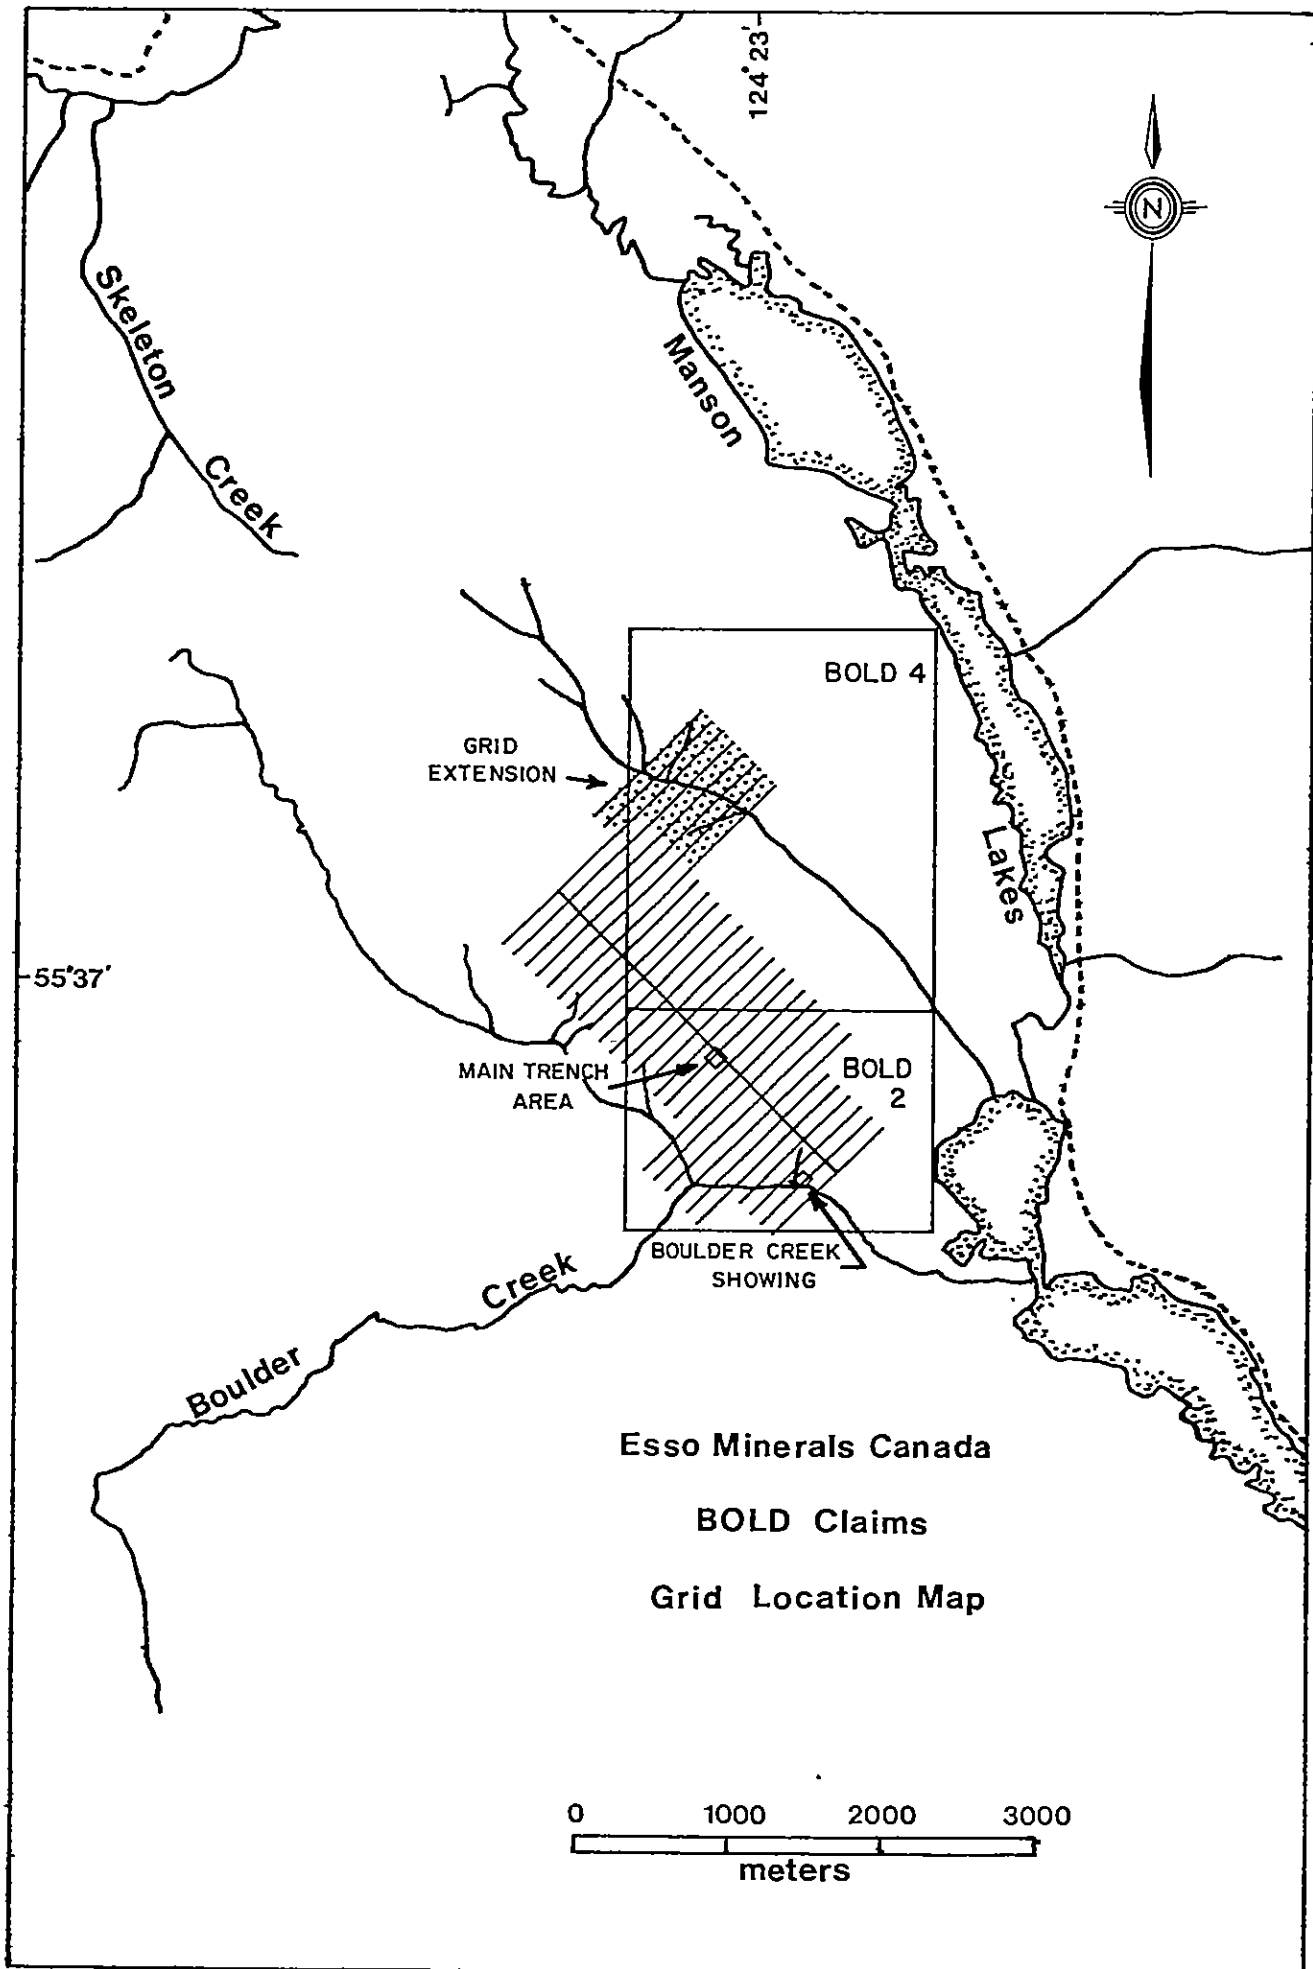 124°23'
N
Skeleton
Creek
Manson
Lakes
BOLD 4
GRID
EXTENSION
55°37'
MAIN TRENCH
AREA
BOLD
2
BOULDER CREEK
SHOWING
Creek
Boulder
Esso Minerals Canada
BOLD Claims
Grid Location Map
0 1000 2000 3000
meters